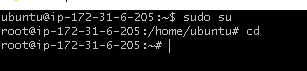 ubuntu@ip-172-31-6-205:~$ sudo su
root@ip-172-31-6-205:/home/ubuntu# cd
root@ip-172-31-6-205:~#